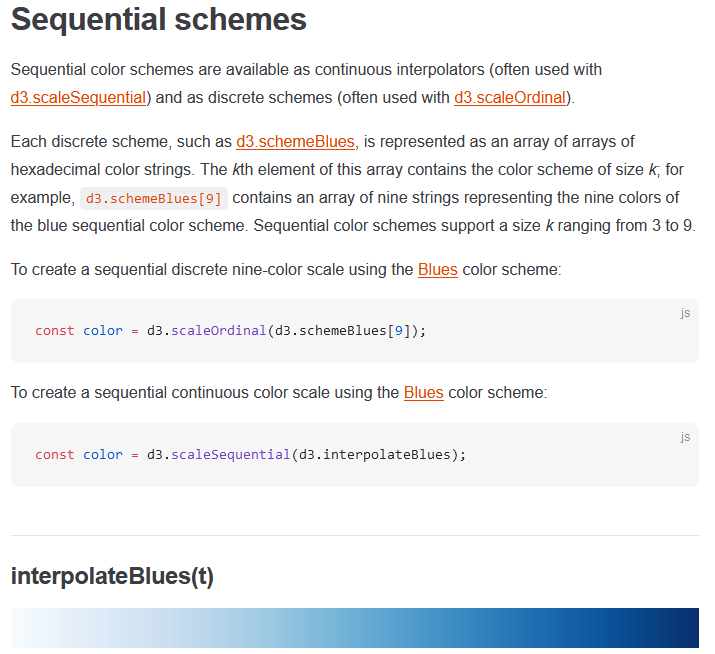 Sequential schemes
Sequential color schemes are available as continuous interpolators (often used with
d3.scaleSequential) and as discrete schemes (often used with d3.scaleOrdinal).
Each discrete scheme, such as d3.schemeBlues, is represented as an array of arrays of
hexadecimal color strings. The kth element of this array contains the color scheme of size k; for
example, d3.schemeBlues[9] contains an array of nine strings representing the nine colors of
the blue sequential color scheme. Sequential color schemes support a size k ranging from 3 to 9.
To create a sequential discrete nine-color scale using the Blues color scheme:
js
const color = d3.scaleOrdinal(d3.schemeBlues[9]);
To create a sequential continuous color scale using the Blues color scheme:
js
const color = d3.scaleSequential(d3.interpolateBlues);
interpolateBlues(t)